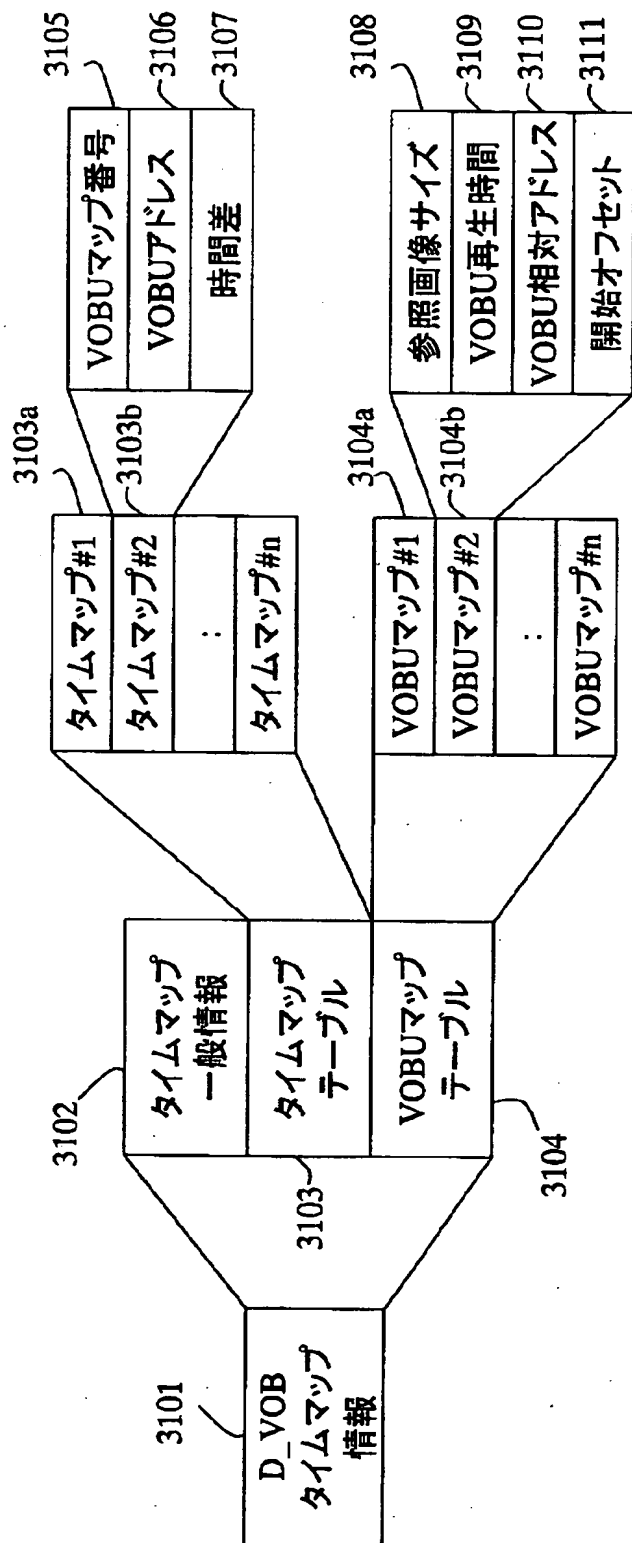 3101
D_VOB
タイムマップ
情報
3102
タイムマップ
一般情報
タイムマップ
テーブル
3103
VOBUマップ
テーブル
3104
3103a
タイムマップ#1
3103b
タイムマップ#2
:
タイムマップ#n
3104a
VOBUマップ#1
3104b
VOBUマップ#2
:
VOBUマップ#n
VOBUマップ番号
3105
VOBUアドレス
3106
時間差
3107
参照画像サイズ
3108
VOBU再生時間
3109
VOBU相対アドレス
3110
開始オフセット
3111